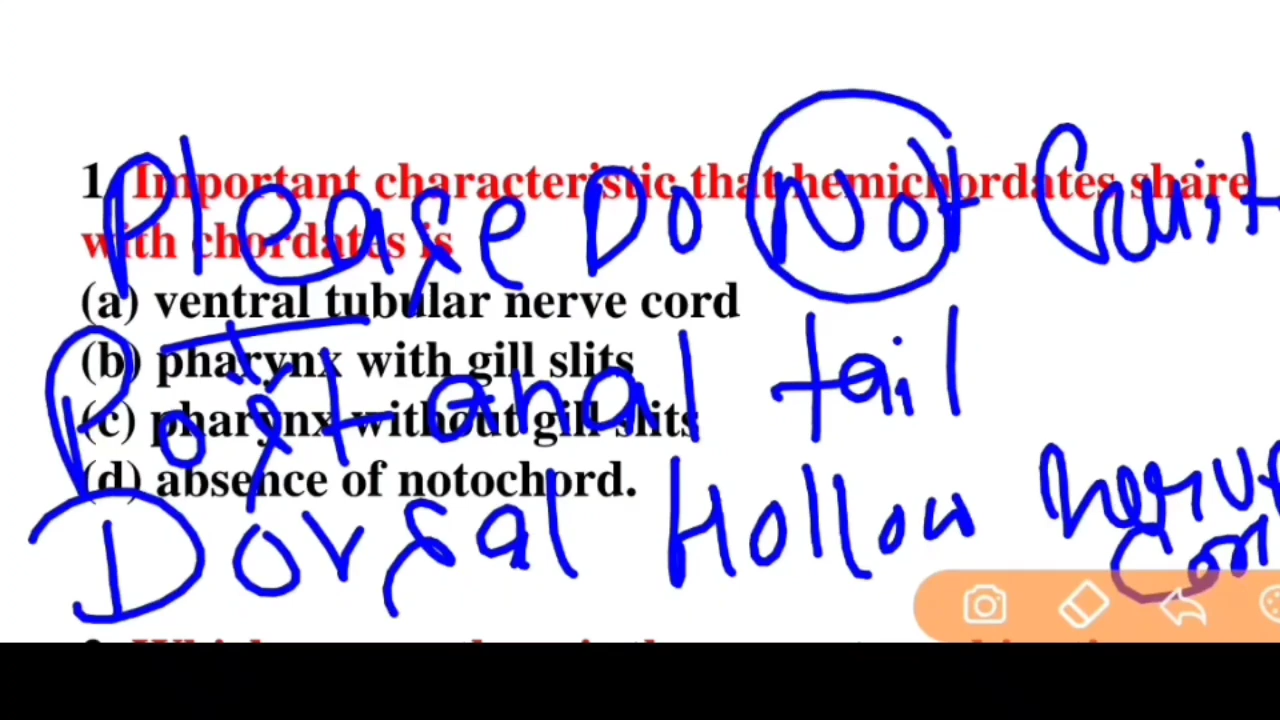 1. Important characteristic that hemichordates share
with chordates is
(a) ventral tubular nerve cord
(b) pharynx with gill slits
(c) pharynx without gill slits
(d) absence of notochord.
Please Do Not
Post-anal tail
Dorsal Hollow nerve